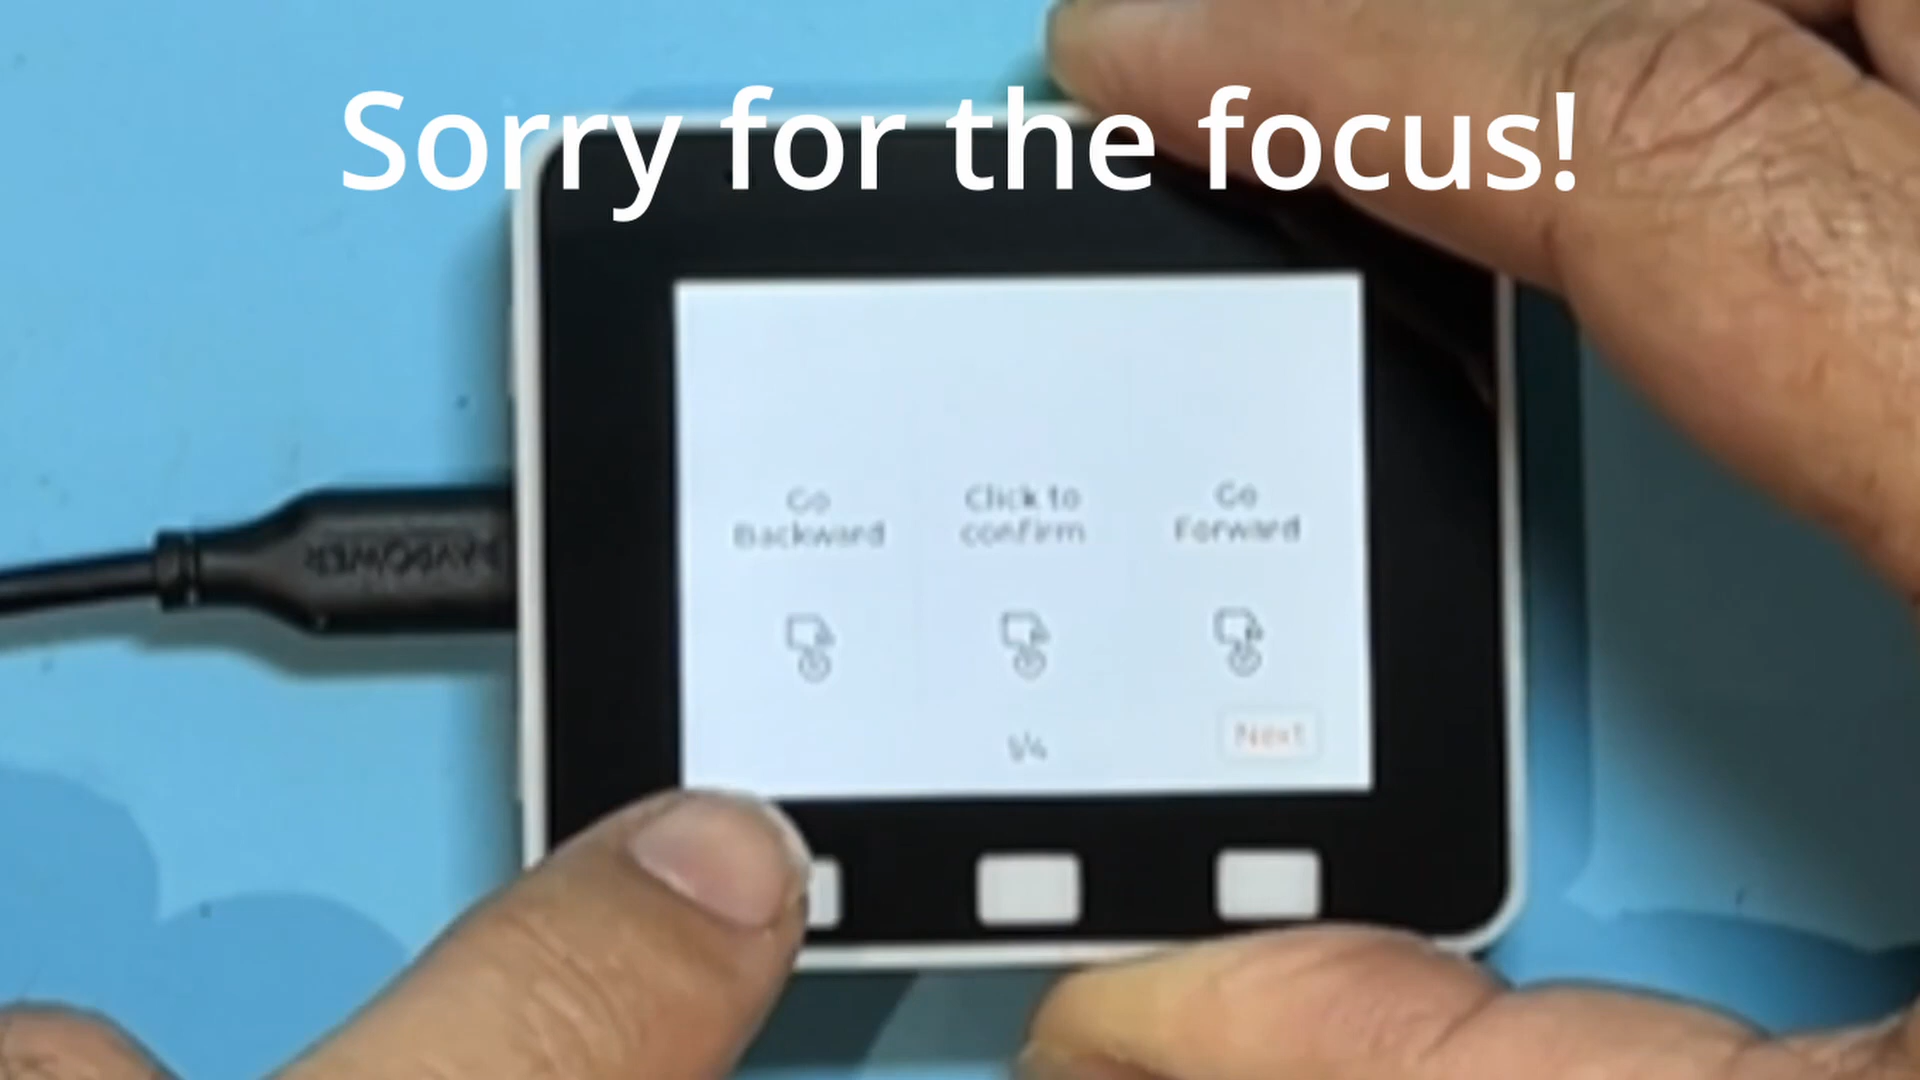 Sorry for the focus!
Go
Backward
Click to
confirm
Go
Forward
1/4
Next